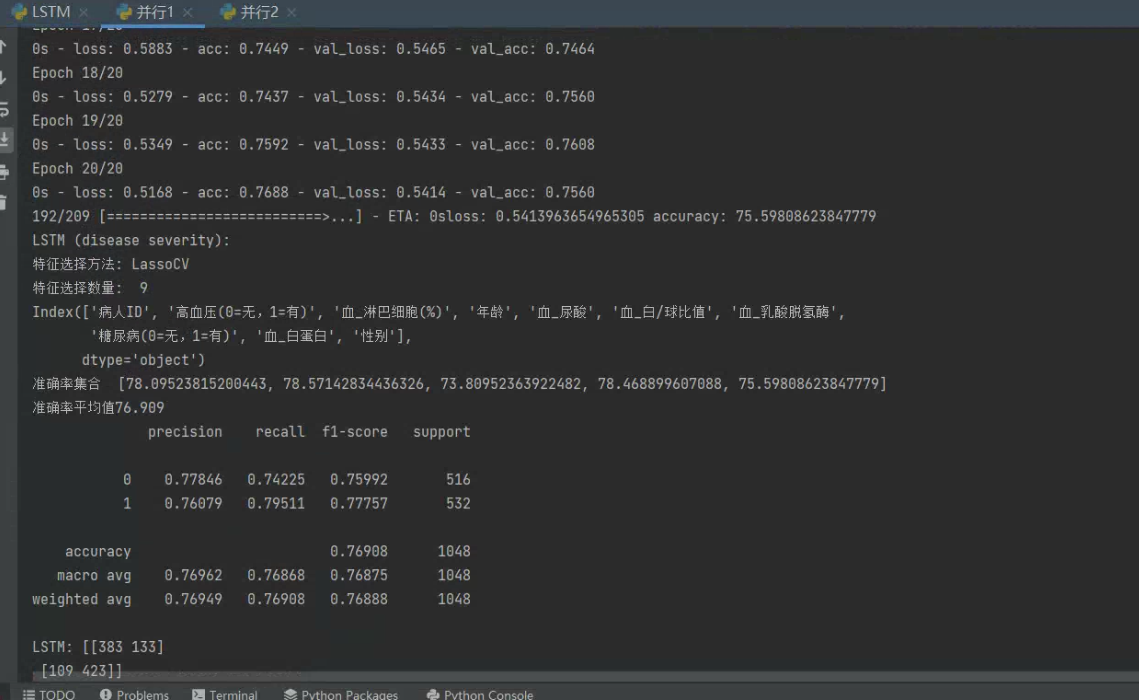 LSTM × 并行1 × 并行2 ×
0s - loss: 0.5883 - acc: 0.7449 - val_loss: 0.5465 - val_acc: 0.7464
Epoch 18/20
0s - loss: 0.5279 - acc: 0.7437 - val_loss: 0.5434 - val_acc: 0.7560
Epoch 19/20
0s - loss: 0.5349 - acc: 0.7592 - val_loss: 0.5433 - val_acc: 0.7608
Epoch 20/20
0s - loss: 0.5168 - acc: 0.7688 - val_loss: 0.5414 - val_acc: 0.7560
192/209 [==========================>...] - ETA: 0sloss: 0.5413963654965305 accuracy: 75.59808623847779
LSTM (disease severity):
特征选择方法: LassoCV
特征选择数量:  9
Index(['病人ID', '高血压(0=无，1=有)', '血_淋巴细胞(%)', '年龄', '血_尿酸', '血_白/球比值', '血_乳酸脱氢酶',
       '糖尿病(0=无，1=有)', '血_白蛋白', '性别'],
      dtype='object')
准确率集合  [78.09523815200443, 78.57142834436326, 73.80952363922482, 78.468899607088, 75.59808623847779]
准确率平均值76.909
              precision    recall  f1-score   support
           0    0.77846   0.74225   0.75992       516
           1    0.76079   0.79511   0.77757       532
    accuracy                        0.76908      1048
   macro avg    0.76962   0.76868   0.76875      1048
weighted avg    0.76949   0.76908   0.76888      1048
LSTM: [[383 133]
 [109 423]]
TODO Problems Terminal Python Packages Python Console